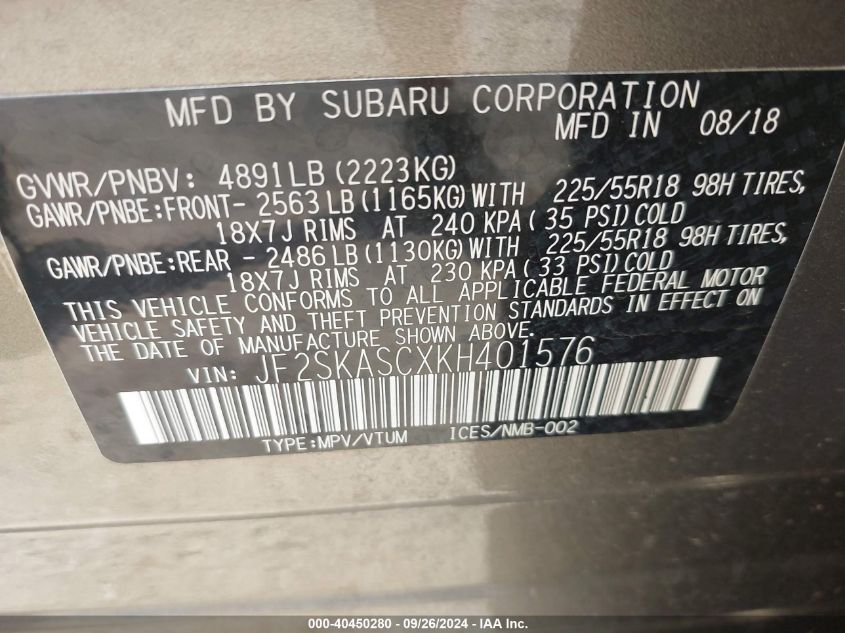 MFD BY SUBARU CORPORATION
MFD IN 08/18
GVWR/PNBV: 4891LB (2223KG)
GAWR/PNBE:FRONT- 2563 LB (1165KG) WITH 225/55R18 98H TIRES,
18X7J RIMS AT 240 KPA ( 35 PSI) COLD
GAWR/PNBE:REAR - 2486 LB (1130KG) WITH 225/55R18 98H TIRES,
18X7J RIMS AT 230 KPA ( 33 PSI) COLD
THIS VEHICLE CONFORMS TO ALL APPLICABLE FEDERAL MOTOR
VEHICLE SAFETY AND THEFT PREVENTION STANDARDS IN EFFECT ON
THE DATE OF MANUFACTURE SHOWN ABOVE.
VIN: JF2SKASCXKH401576
TYPE:MPV/VTUM ICES/NMB-002
000-40450280 - 09/26/2024 - IAA Inc.